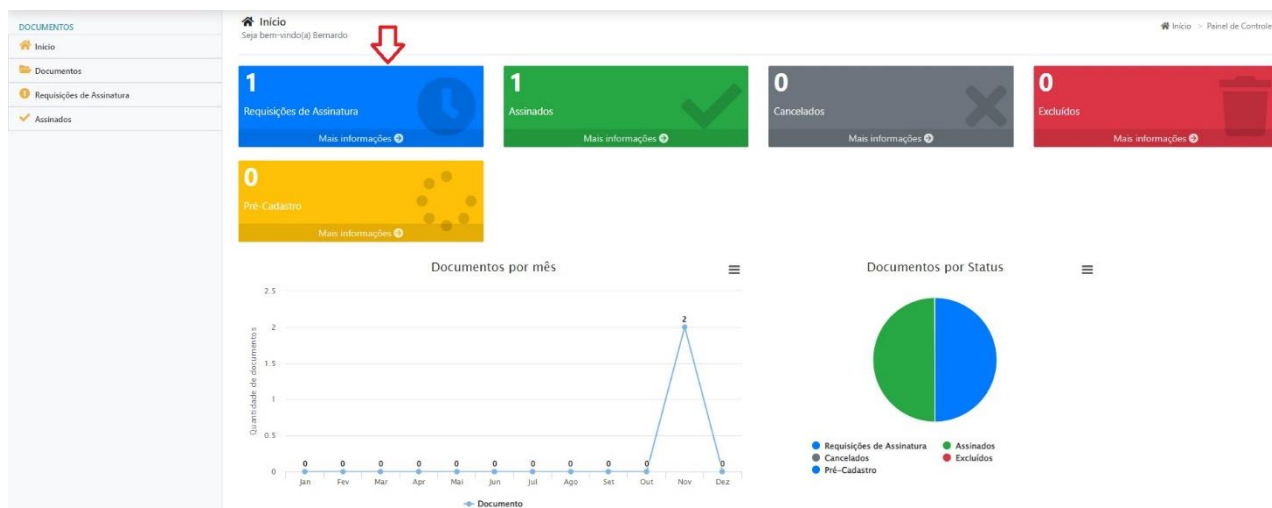 DOCUMENTOS
Início
Documentos
Requisições de Assinatura
Assinados
Início
Seja bem-vindo(a) Bernardo
Início > Painel de Controle
1
Requisições de Assinatura
Mais informações
1
Assinados
Mais informações
0
Cancelados
Mais informações
0
Excluídos
Mais informações
0
Pré-Cadastro
Mais informações
Documentos por mês
Quantidade de documentos
2.5
2
1.5
1
0.5
0
0 0 0 0 0 0 0 0 0 0 2 0
Jan Fev Mar Apr Mai Jun Jul Ago Set Out Nov Dez
Documento
Documentos por Status
Requisições de Assinatura Assinados
Cancelados Excluídos
Pré-Cadastro